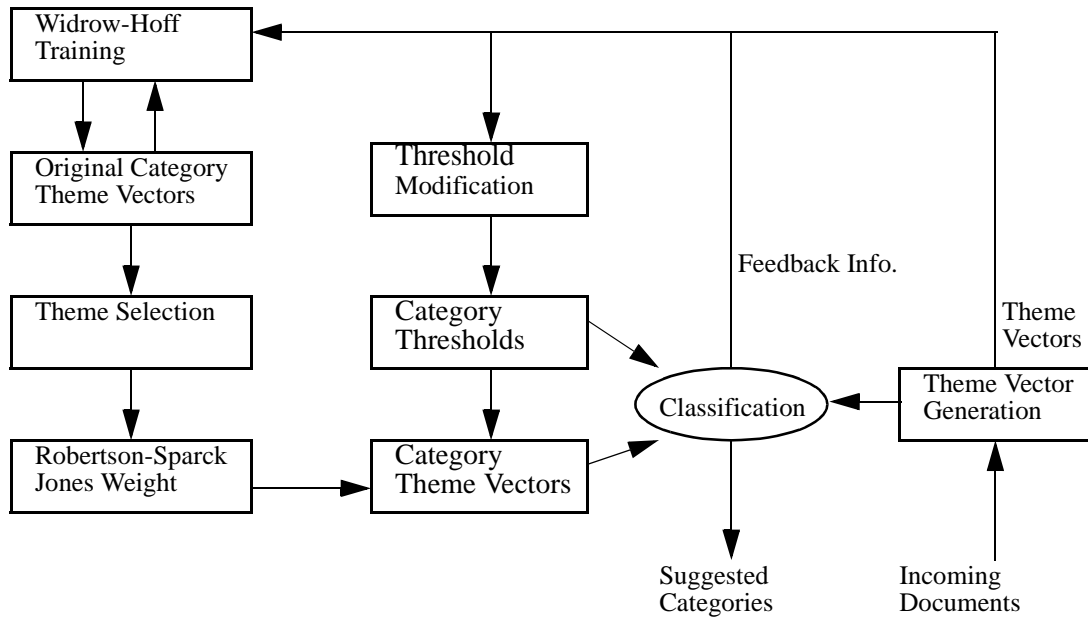 Widrow-Hoff
Training
Original Category
Theme Vectors
Threshold
Modification
Feedback Info.
Theme Selection
Category
Thresholds
Theme
Vectors
Classification
Theme Vector
Generation
Robertson-Sparck
Jones Weight
Category
Theme Vectors
Suggested
Categories
Incoming
Documents